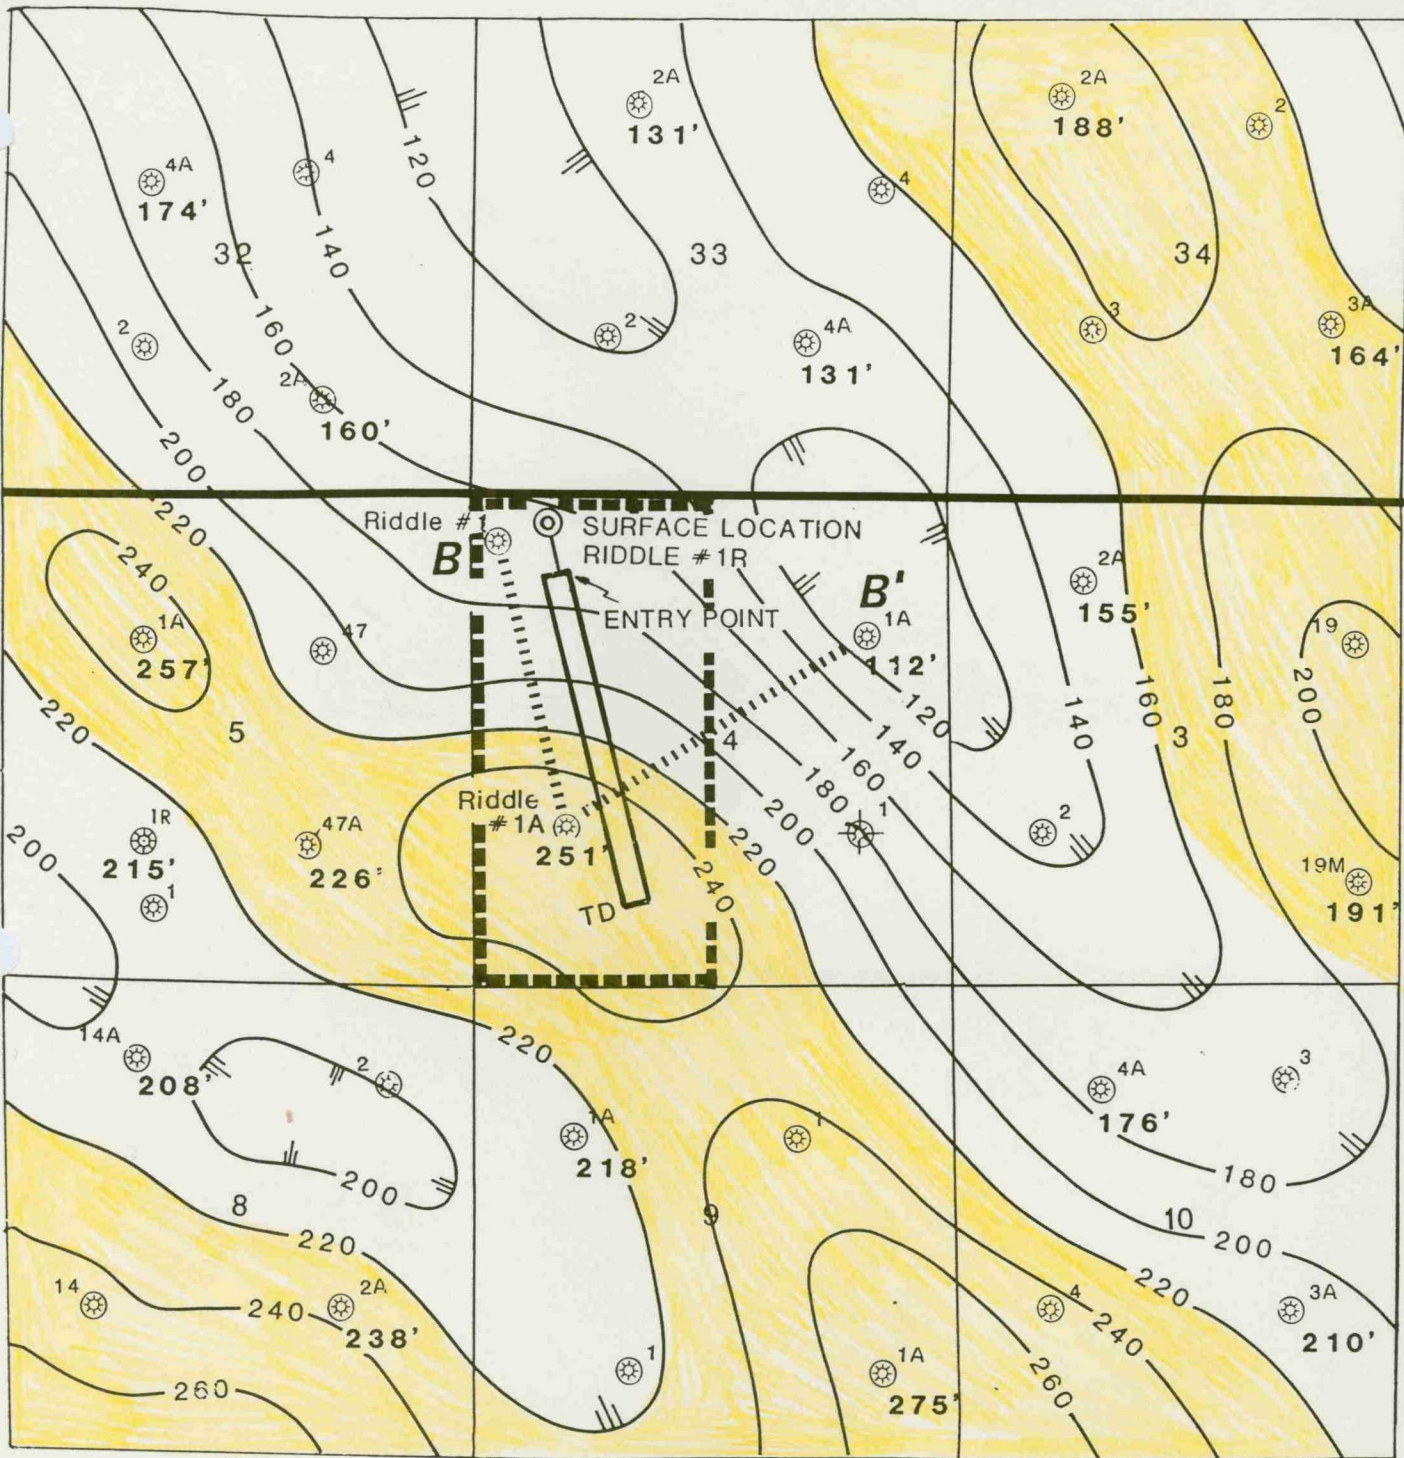 2A
131'
2A
188'
2
4A
174'
4
120
4
140
32
33
34
2
160
2
4A
131'
3
3A
164'
180
2A
160'
200
220
Riddle #1
B
SURFACE LOCATION
RIDDLE #1R
ENTRY POINT
B'
1A
112'
2A
155'
240
1A
257'
47
19
200
180
160
3
140
120
220
5
4
140
160
180
200
220
1
2
Riddle
#1A
251'
240
TD
1R
215'
1
200
47A
226'
19M
191'
14A
208'
2
220
1A
218'
1
4A
176'
3
180
200
8
9
10
200
220
220
14
240
2A
238'
260
1
1A
275'
4
240
260
3A
210'